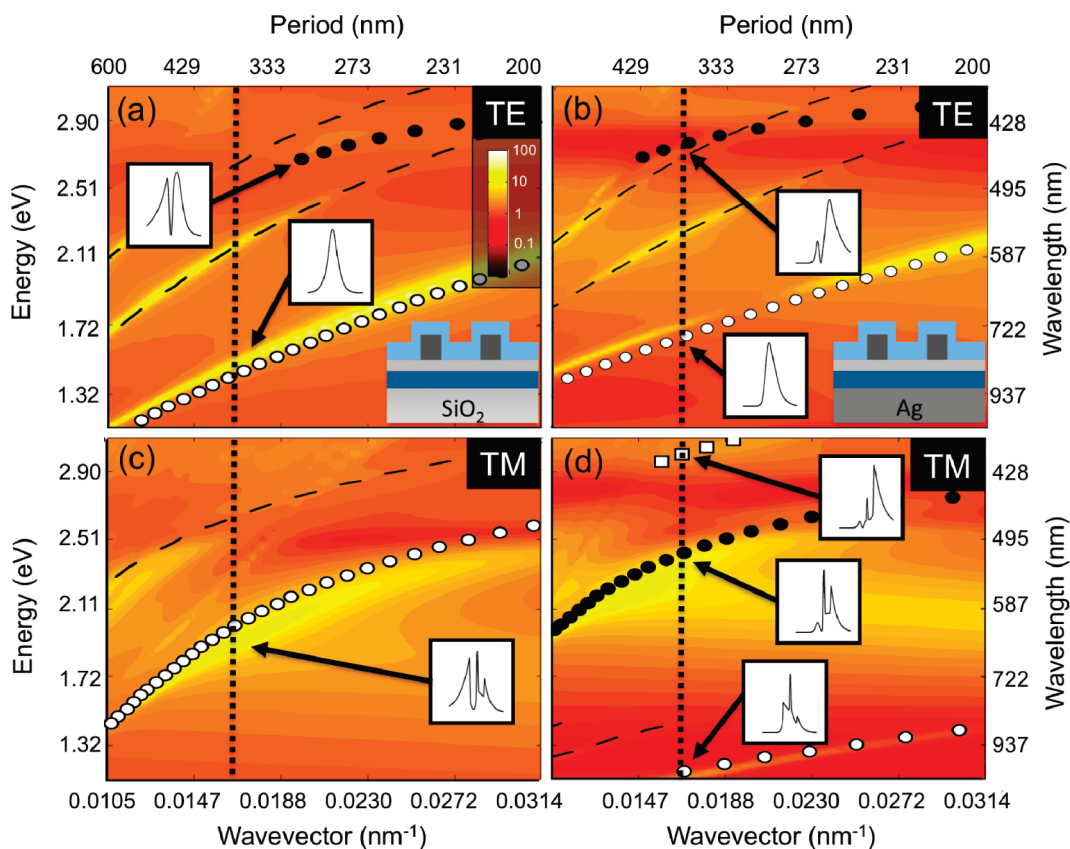 Period (nm) Period (nm)
600 429 333 273 231 200 429 333 273 231 200
(a) TE (b) TE
Energy (eV)
2.90
2.51
2.11
1.72
1.32
100
10
1
0.1
SiO2
Ag
428
495
587
722
937
Wavelength (nm)
(c) TM (d) TM
Energy (eV)
2.90
2.51
2.11
1.72
1.32
428
495
587
722
937
Wavelength (nm)
0.0105 0.0147 0.0188 0.0230 0.0272 0.0314 0.0147 0.0188 0.0230 0.0272 0.0314
Wavevector (nm-1) Wavevector (nm-1)